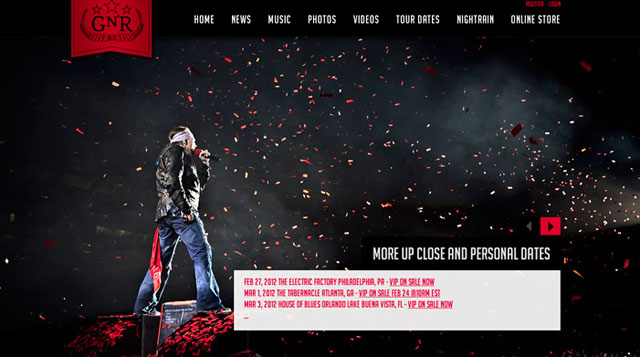 REGISTER LOGIN
GNR
HOME NEWS MUSIC PHOTOS VIDEOS TOUR DATES NIGHTRAIN ONLINE STORE
MORE UP CLOSE AND PERSONAL DATES
FEB 27, 2012 THE ELECTRIC FACTORY PHILADELPHIA, PA - VIP ON SALE NOW
MAR 1, 2012 THE TABERNACLE ATLANTA, GA - VIP ON SALE FEB 24 @10AM EST
MAR 3, 2012 HOUSE OF BLUES ORLANDO LAKE BUENA VISTA, FL - VIP ON SALE NOW
...